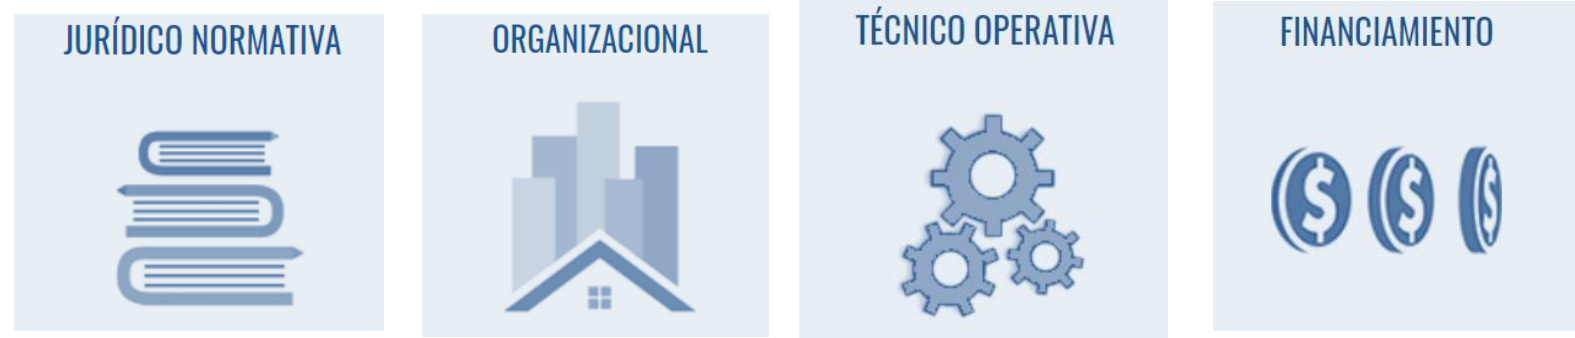 JURÍDICO NORMATIVA
ORGANIZACIONAL
TÉCNICO OPERATIVA
FINANCIAMIENTO
$ $ $